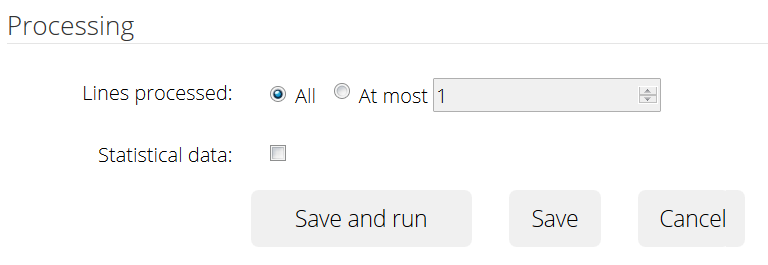 Processing
Lines processed: All At most 1
Statistical data:
Save and run Save Cancel